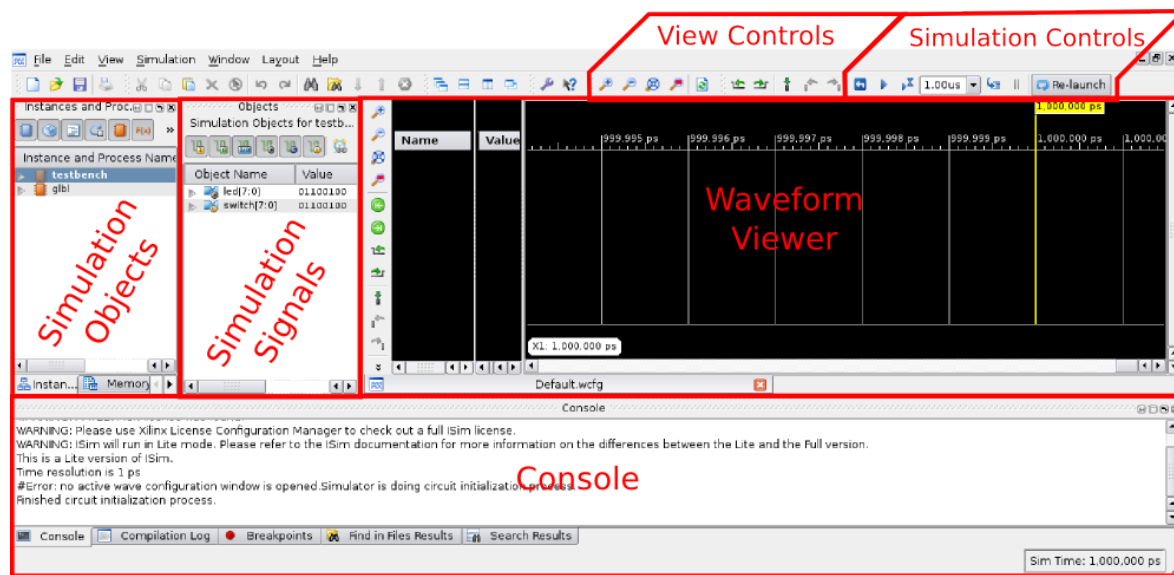 View Controls
Simulation Controls
File Edit View Simulation Window Layout Help
1.00us
Re-launch
Instances and Proc...
Objects
Simulation Objects for testb...
F(x)
»
Instance and Process Name
testbench
glbl
Object Name Value
led[7:0] 01100100
switch[7:0] 01100100
Simulation
Objects
Simulation
Signals
Name Value
1,000,000 ps
999,995 ps 999,996 ps 999,997 ps 999,998 ps 999,999 ps 1,000,000 ps 1,000,00
Waveform
Viewer
X1: 1,000,000 ps
Instan... Memory
Default.wcfg
Console
WARNING: Please use Xilinx License Configuration Manager to check out a full ISim license.
WARNING: ISim will run in Lite mode. Please refer to the ISim documentation for more information on the differences between the Lite and the Full version.
This is a Lite version of ISim.
Time resolution is 1 ps
#Error: no active wave configuration window is opened.Simulator is doing circuit initialization process.
Finished circuit initialization process.
Console
Console Compilation Log Breakpoints Find in Files Results Search Results
Sim Time: 1,000,000 ps